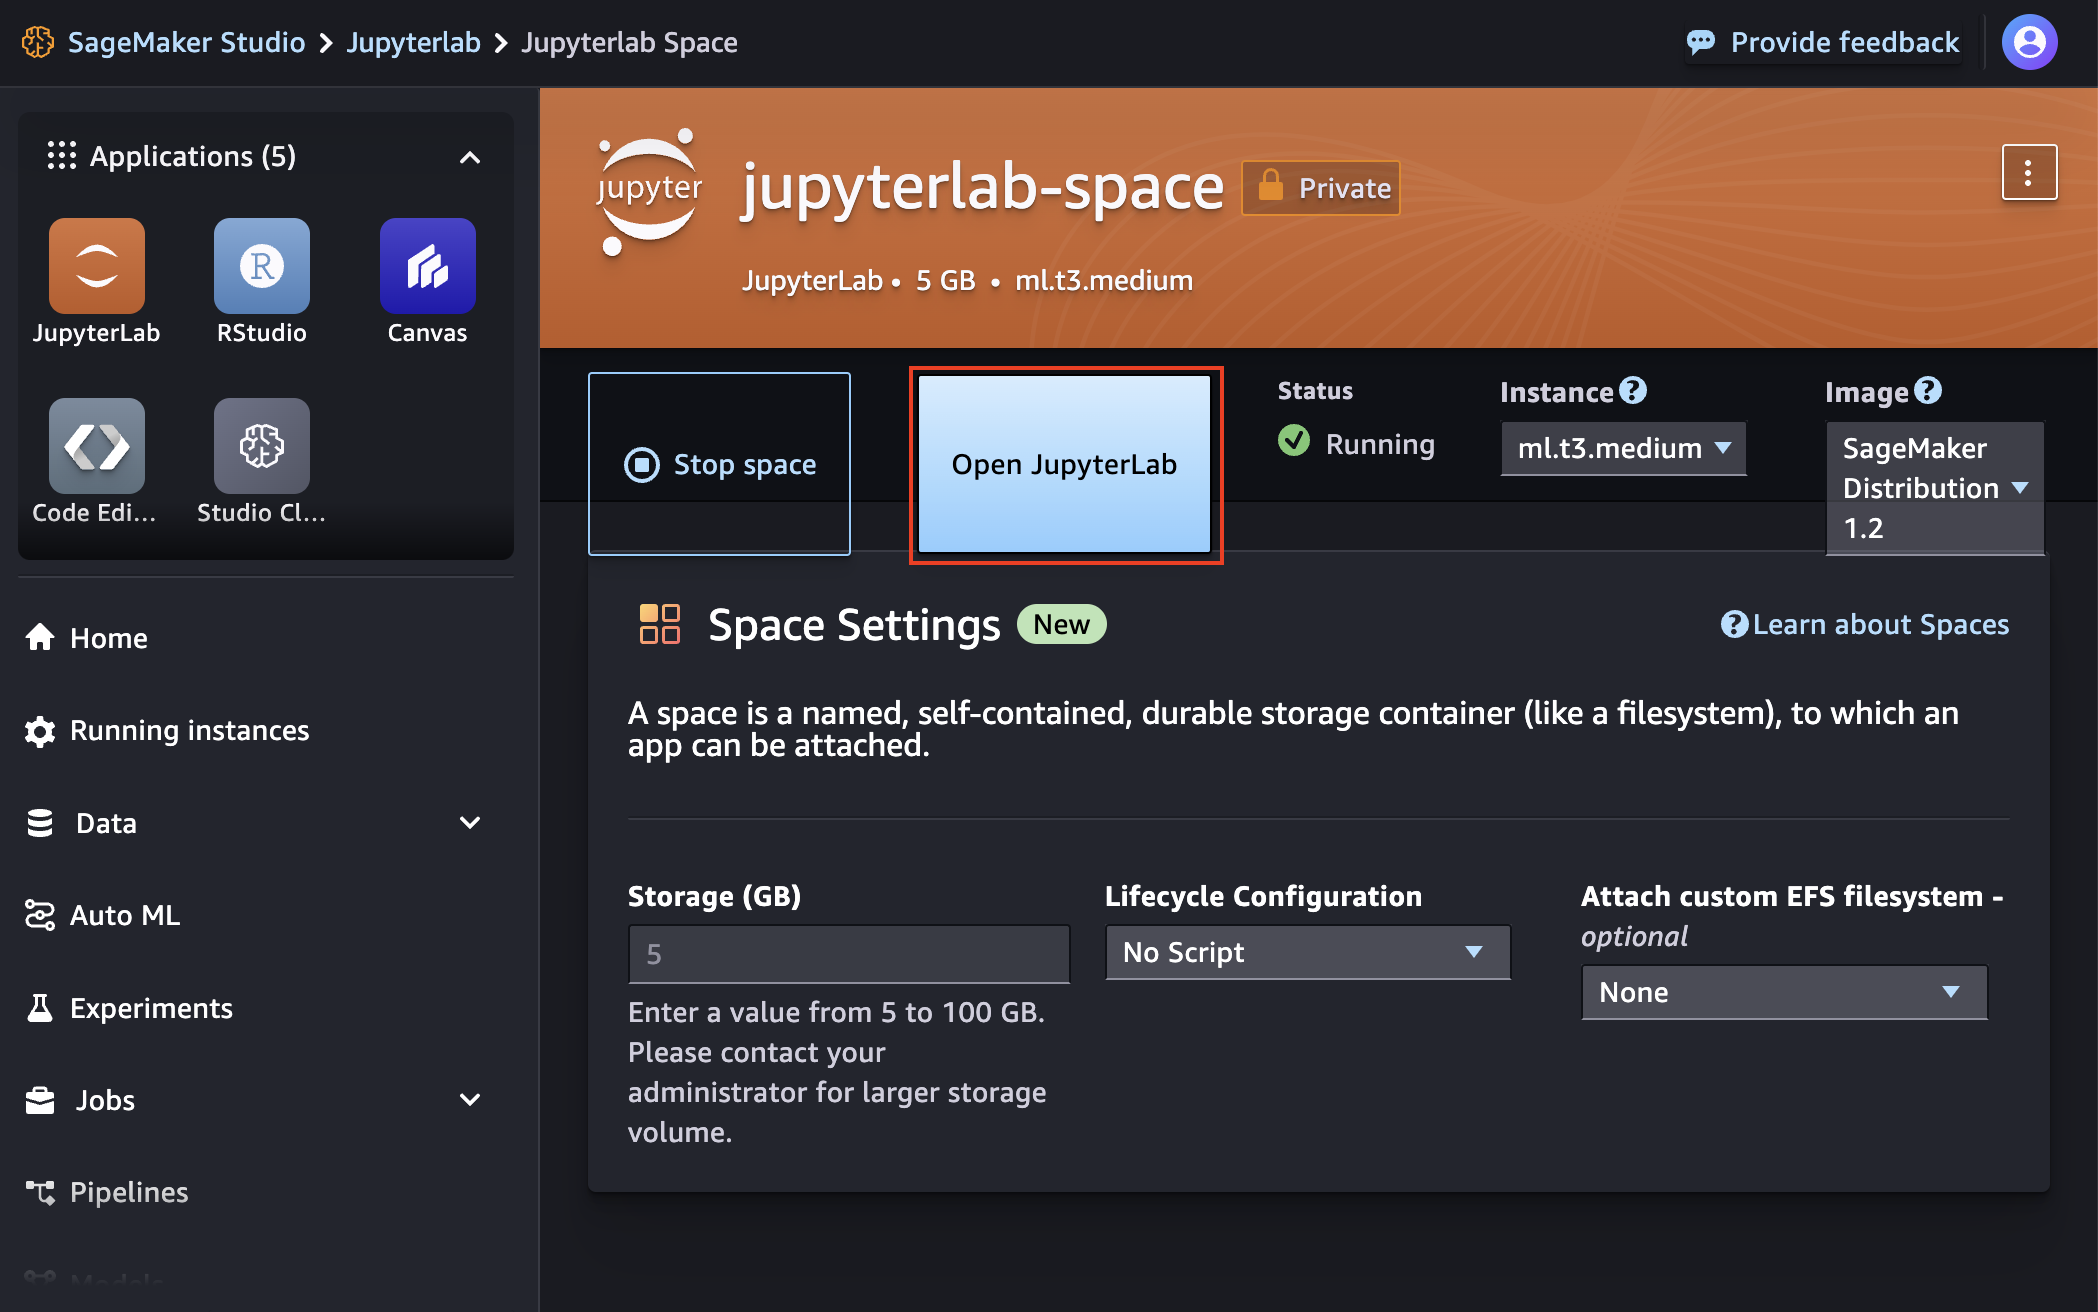 SageMaker Studio > Jupyterlab > Jupyterlab Space
Provide feedback
Applications (5)
JupyterLab
RStudio
Canvas
Code Edi...
Studio Cl...
Home
Running instances
Data
Auto ML
Experiments
Jobs
Pipelines
Models
jupyter
jupyterlab-space
Private
JupyterLab • 5 GB • ml.t3.medium
Stop space
Open JupyterLab
Status
Running
Instance
ml.t3.medium
Image
SageMaker
Distribution
1.2
Space Settings
New
Learn about Spaces
A space is a named, self-contained, durable storage container (like a filesystem), to which an
app can be attached.
Storage (GB)
5
Enter a value from 5 to 100 GB.
Please contact your
administrator for larger storage
volume.
Lifecycle Configuration
No Script
Attach custom EFS filesystem -
optional
None